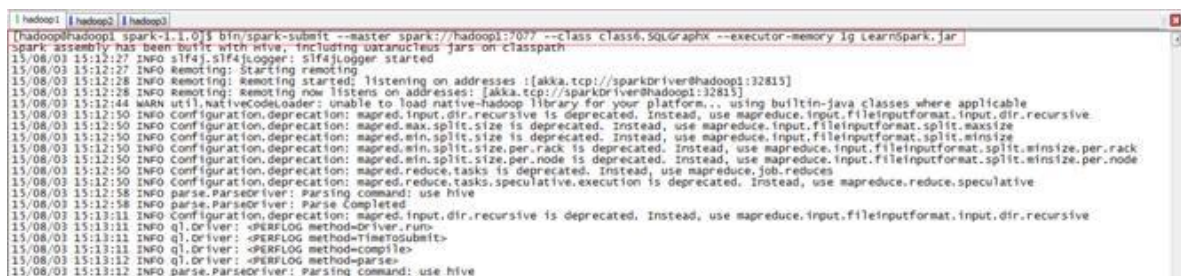 1 hadoop1 2 hadoop2 3 hadoop3
[hadoop@hadoop1 spark-1.1.0]$ bin/spark-submit --master spark://hadoop1:7077 --class class6.SQLGraphX --executor-memory 1g LearnSpark.jar
Spark assembly has been built with Hive, including Datanucleus jars on classpath
15/08/03 15:12:27 INFO slf4j.Slf4jLogger: Slf4jLogger started
15/08/03 15:12:27 INFO Remoting: Starting remoting
15/08/03 15:12:28 INFO Remoting: Remoting started; listening on addresses :[akka.tcp://sparkDriver@hadoop1:32815]
15/08/03 15:12:28 INFO Remoting: Remoting now listens on addresses: [akka.tcp://sparkDriver@hadoop1:32815]
15/08/03 15:12:44 WARN util.NativeCodeLoader: Unable to load native-hadoop library for your platform... using builtin-java classes where applicable
15/08/03 15:12:50 INFO Configuration.deprecation: mapred.input.dir.recursive is deprecated. Instead, use mapreduce.input.fileinputformat.input.dir.recursive
15/08/03 15:12:50 INFO Configuration.deprecation: mapred.max.split.size is deprecated. Instead, use mapreduce.input.fileinputformat.split.maxsize
15/08/03 15:12:50 INFO Configuration.deprecation: mapred.min.split.size is deprecated. Instead, use mapreduce.input.fileinputformat.split.minsize
15/08/03 15:12:50 INFO Configuration.deprecation: mapred.min.split.size.per.rack is deprecated. Instead, use mapreduce.input.fileinputformat.split.minsize.per.rack
15/08/03 15:12:50 INFO Configuration.deprecation: mapred.min.split.size.per.node is deprecated. Instead, use mapreduce.input.fileinputformat.split.minsize.per.node
15/08/03 15:12:50 INFO Configuration.deprecation: mapred.reduce.tasks is deprecated. Instead, use mapreduce.job.reduces
15/08/03 15:12:50 INFO Configuration.deprecation: mapred.reduce.tasks.speculative.execution is deprecated. Instead, use mapreduce.reduce.speculative
15/08/03 15:12:58 INFO parse.ParseDriver: Parsing command: use hive
15/08/03 15:12:58 INFO parse.ParseDriver: Parse Completed
15/08/03 15:13:11 INFO Configuration.deprecation: mapred.input.dir.recursive is deprecated. Instead, use mapreduce.input.fileinputformat.input.dir.recursive
15/08/03 15:13:11 INFO ql.Driver: <PERFLOG method=Driver.run>
15/08/03 15:13:11 INFO ql.Driver: <PERFLOG method=TimeToSubmit>
15/08/03 15:13:11 INFO ql.Driver: <PERFLOG method=compile>
15/08/03 15:13:12 INFO ql.Driver: <PERFLOG method=parse>
15/08/03 15:13:12 INFO parse.ParseDriver: Parsing command: use hive